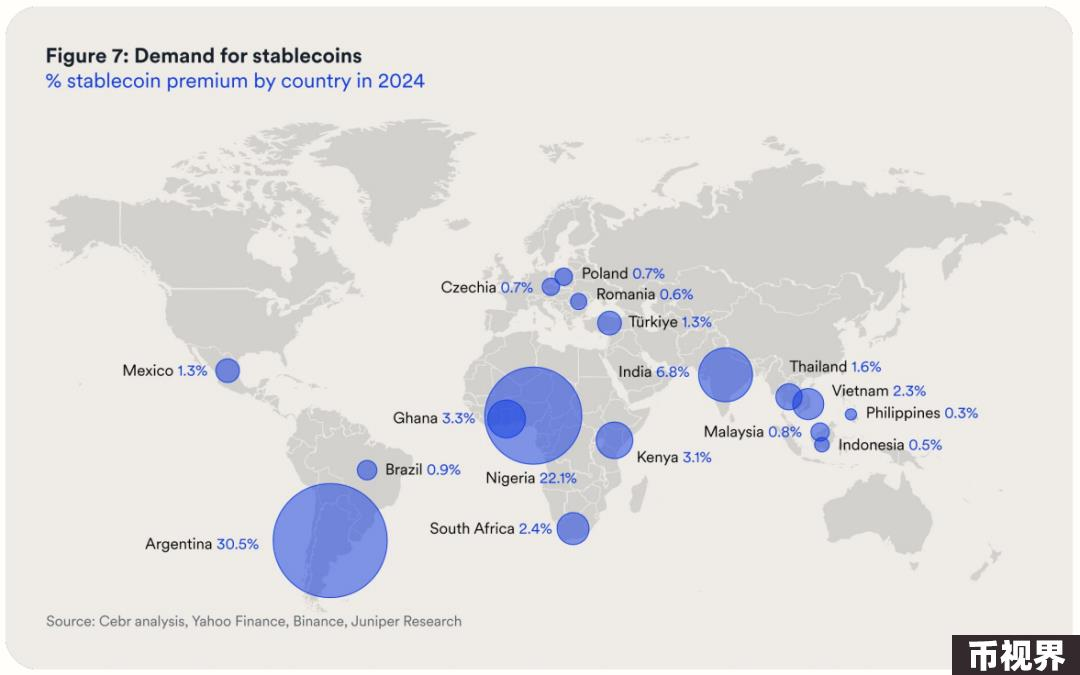 Figure 7: Demand for stablecoins
% stablecoin premium by country in 2024
Poland 0.7%
Czechia 0.7%
Romania 0.6%
Türkiye 1.3%
Mexico 1.3%
India 6.8%
Thailand 1.6%
Vietnam 2.3%
Ghana 3.3%
Philippines 0.3%
Malaysia 0.8%
Indonesia 0.5%
Kenya 3.1%
Brazil 0.9%
Nigeria 22.1%
South Africa 2.4%
Argentina 30.5%
Source: Cebr analysis, Yahoo Finance, Binance, Juniper Research
币视界